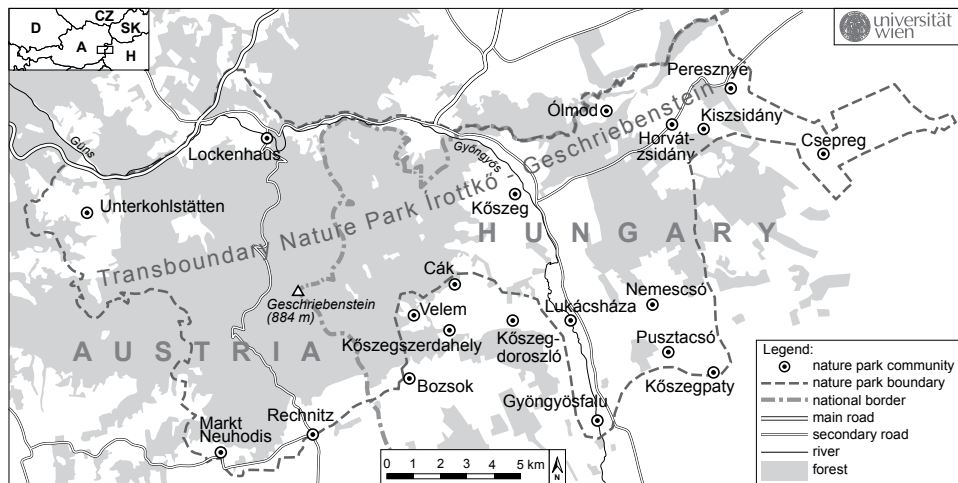 D
CZ
SK
A
H
universität
wien
Peresznye
Ólmod
Kiszsidány
Horvát-
zsidány
Csepreg
Güns
Lockenhaus
Gyöngyös
Unterkohlstätten
Kőszeg
Transboundary Nature Park Írottkő - Geschriebenstein
HUNGARY
Cák
Geschriebenstein
(884 m)
Velem
Lukácsháza
Nemescsó
AUSTRIA
Kőszegszerdahely
Kőszeg-
doroszló
Pusztacsó
Bozsok
Kőszegpaty
Gyöngyösfalu
Rechnitz
Markt
Neuhodis
0 1 2 3 4 5 km
N
Legend:
nature park community
nature park boundary
national border
main road
secondary road
river
forest